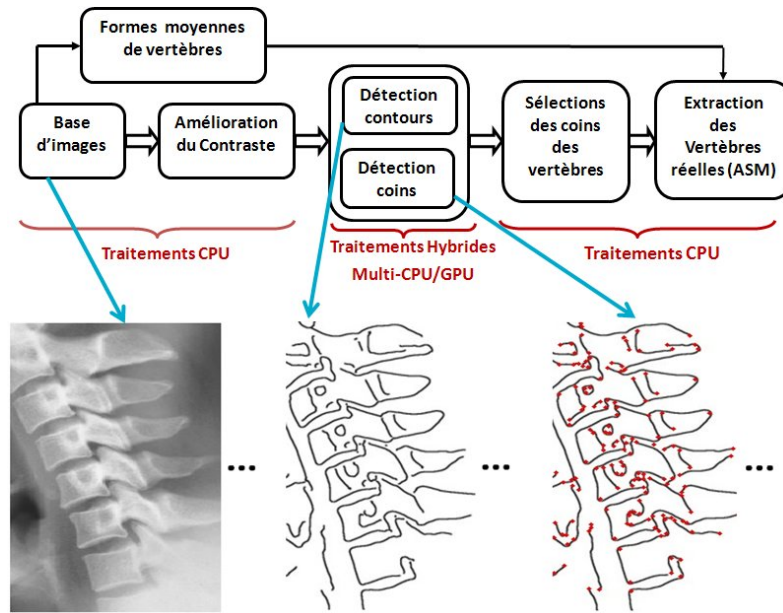 Formes moyennes
de vertèbres
Base
d'images
Amélioration
du Contraste
Détection
contours
Détection
coins
Sélections
des coins
des
vertèbres
Extraction
des
Vertèbres
réelles (ASM)
Traitements CPU
Traitements Hybrides
Multi-CPU/GPU
Traitements CPU
...
...
...